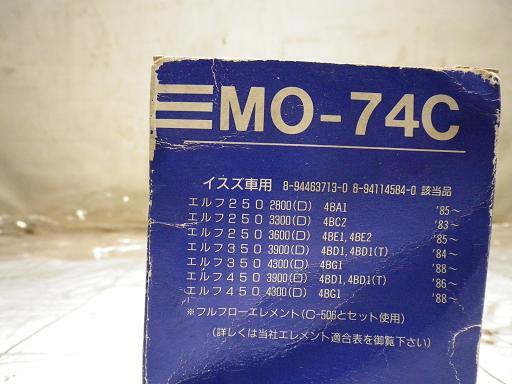 MO-74C
イスズ車用 8-94463713-0 8-94114584-0 該当品
エルフ250 2800(D) 4BA1 '85~
エルフ250 3300(D) 4BC2 '83~
エルフ250 3600(D) 4BE1, 4BE2 '85~
エルフ350 3900(D) 4BD1, 4BD1(T) '84~
エルフ350 4300(D) 4BG1 '88~
エルフ450 3900(D) 4BD1, 4BD1(T) '86~
エルフ450 4300(D) 4BG1 '88~
※フルフローエレメント(C-506とセット使用)
(詳しくは当社エレメント適合表を御覧下さい)